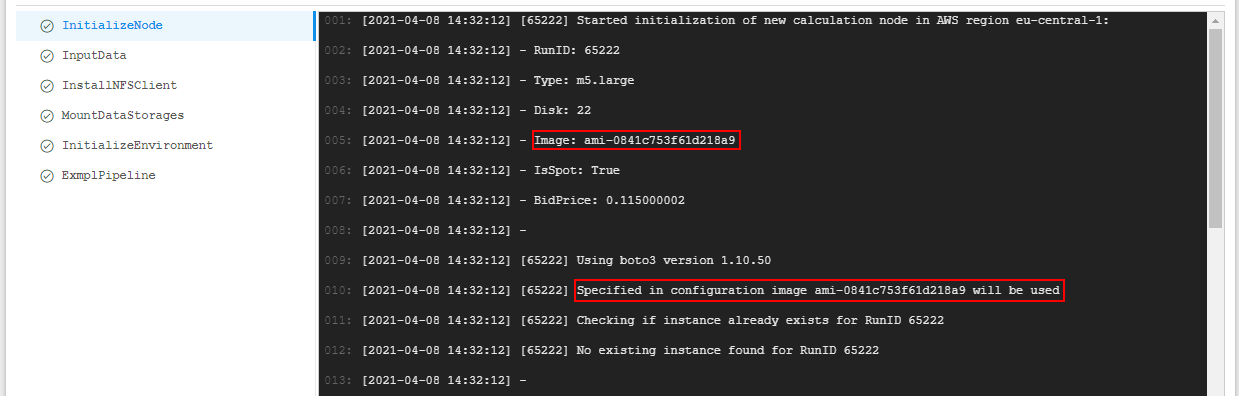 InitializeNode
InputData
InstallNFSClient
MountDataStorages
InitializeEnvironment
ExmplPipeline
001: [2021-04-08 14:32:12] [65222] Started initialization of new calculation node in AWS region eu-central-1:
002: [2021-04-08 14:32:12] - RunID: 65222
003: [2021-04-08 14:32:12] - Type: m5.large
004: [2021-04-08 14:32:12] - Disk: 22
005: [2021-04-08 14:32:12] - Image: ami-0841c753f61d218a9
006: [2021-04-08 14:32:12] - IsSpot: True
007: [2021-04-08 14:32:12] - BidPrice: 0.115000002
008: [2021-04-08 14:32:12] -
009: [2021-04-08 14:32:12] [65222] Using boto3 version 1.10.50
010: [2021-04-08 14:32:12] [65222] Specified in configuration image ami-0841c753f61d218a9 will be used
011: [2021-04-08 14:32:12] [65222] Checking if instance already exists for RunID 65222
012: [2021-04-08 14:32:12] [65222] No existing instance found for RunID 65222
013: [2021-04-08 14:32:12] -